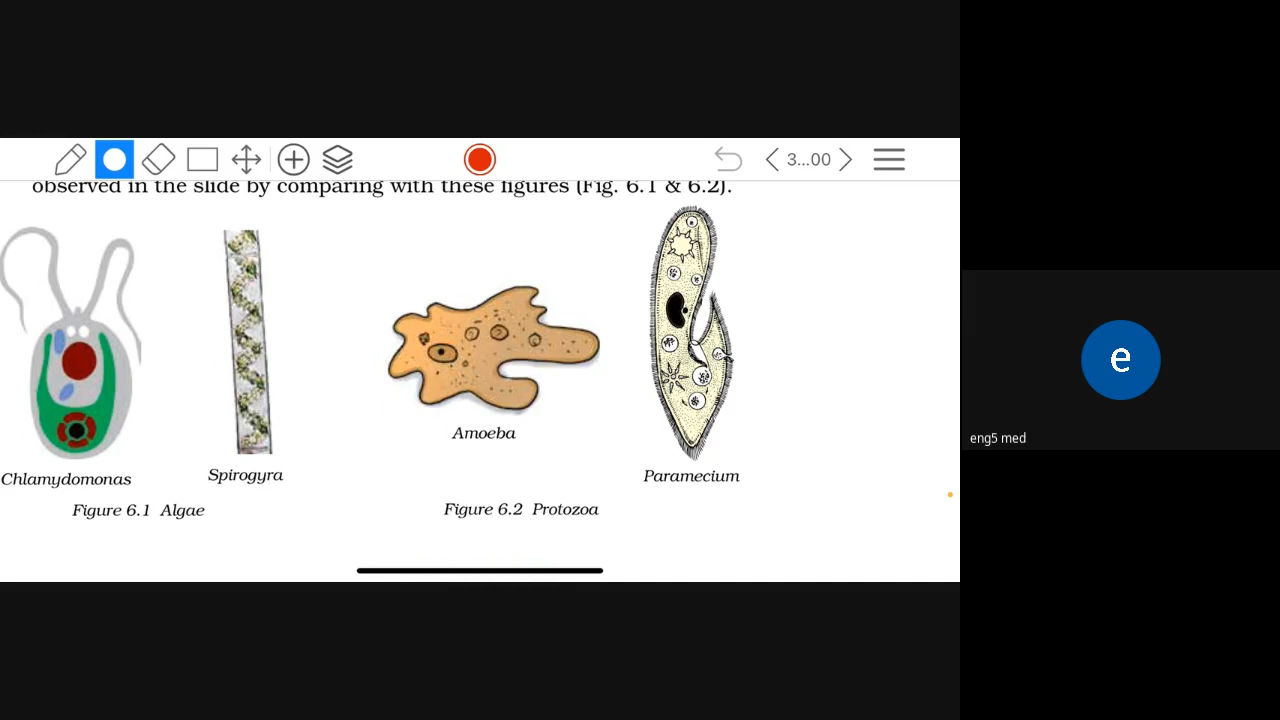 3...00
observed in the slide by comparing with these figures (Fig. 6.1 & 6.2).
Chlamydomonas
Spirogyra
Amoeba
Paramecium
Figure 6.1 Algae
Figure 6.2 Protozoa
e
eng5 med